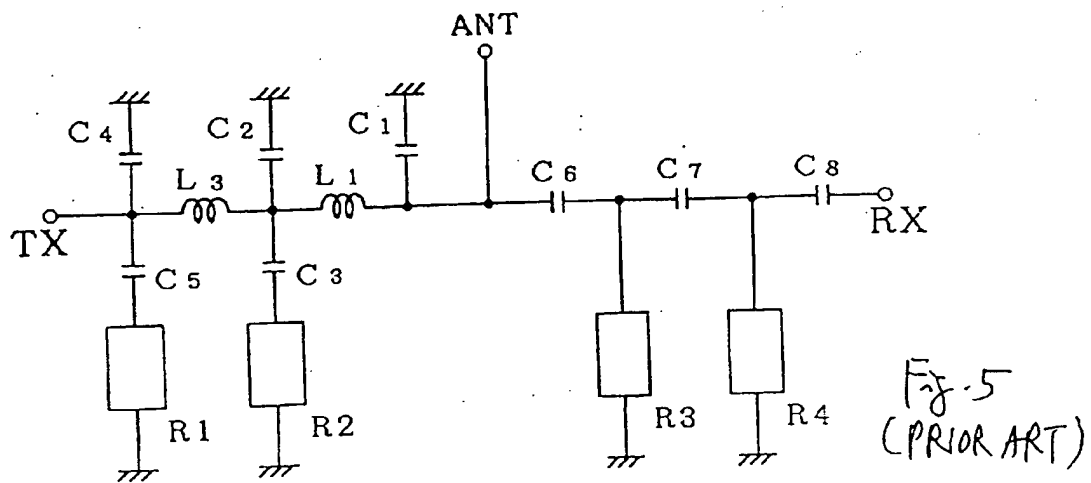 ANT
C4
C2
C1
L3
L1
C6
C7
C8
TX
RX
C5
C3
R1
R2
R3
R4
Fig. 5
(PRIOR ART)